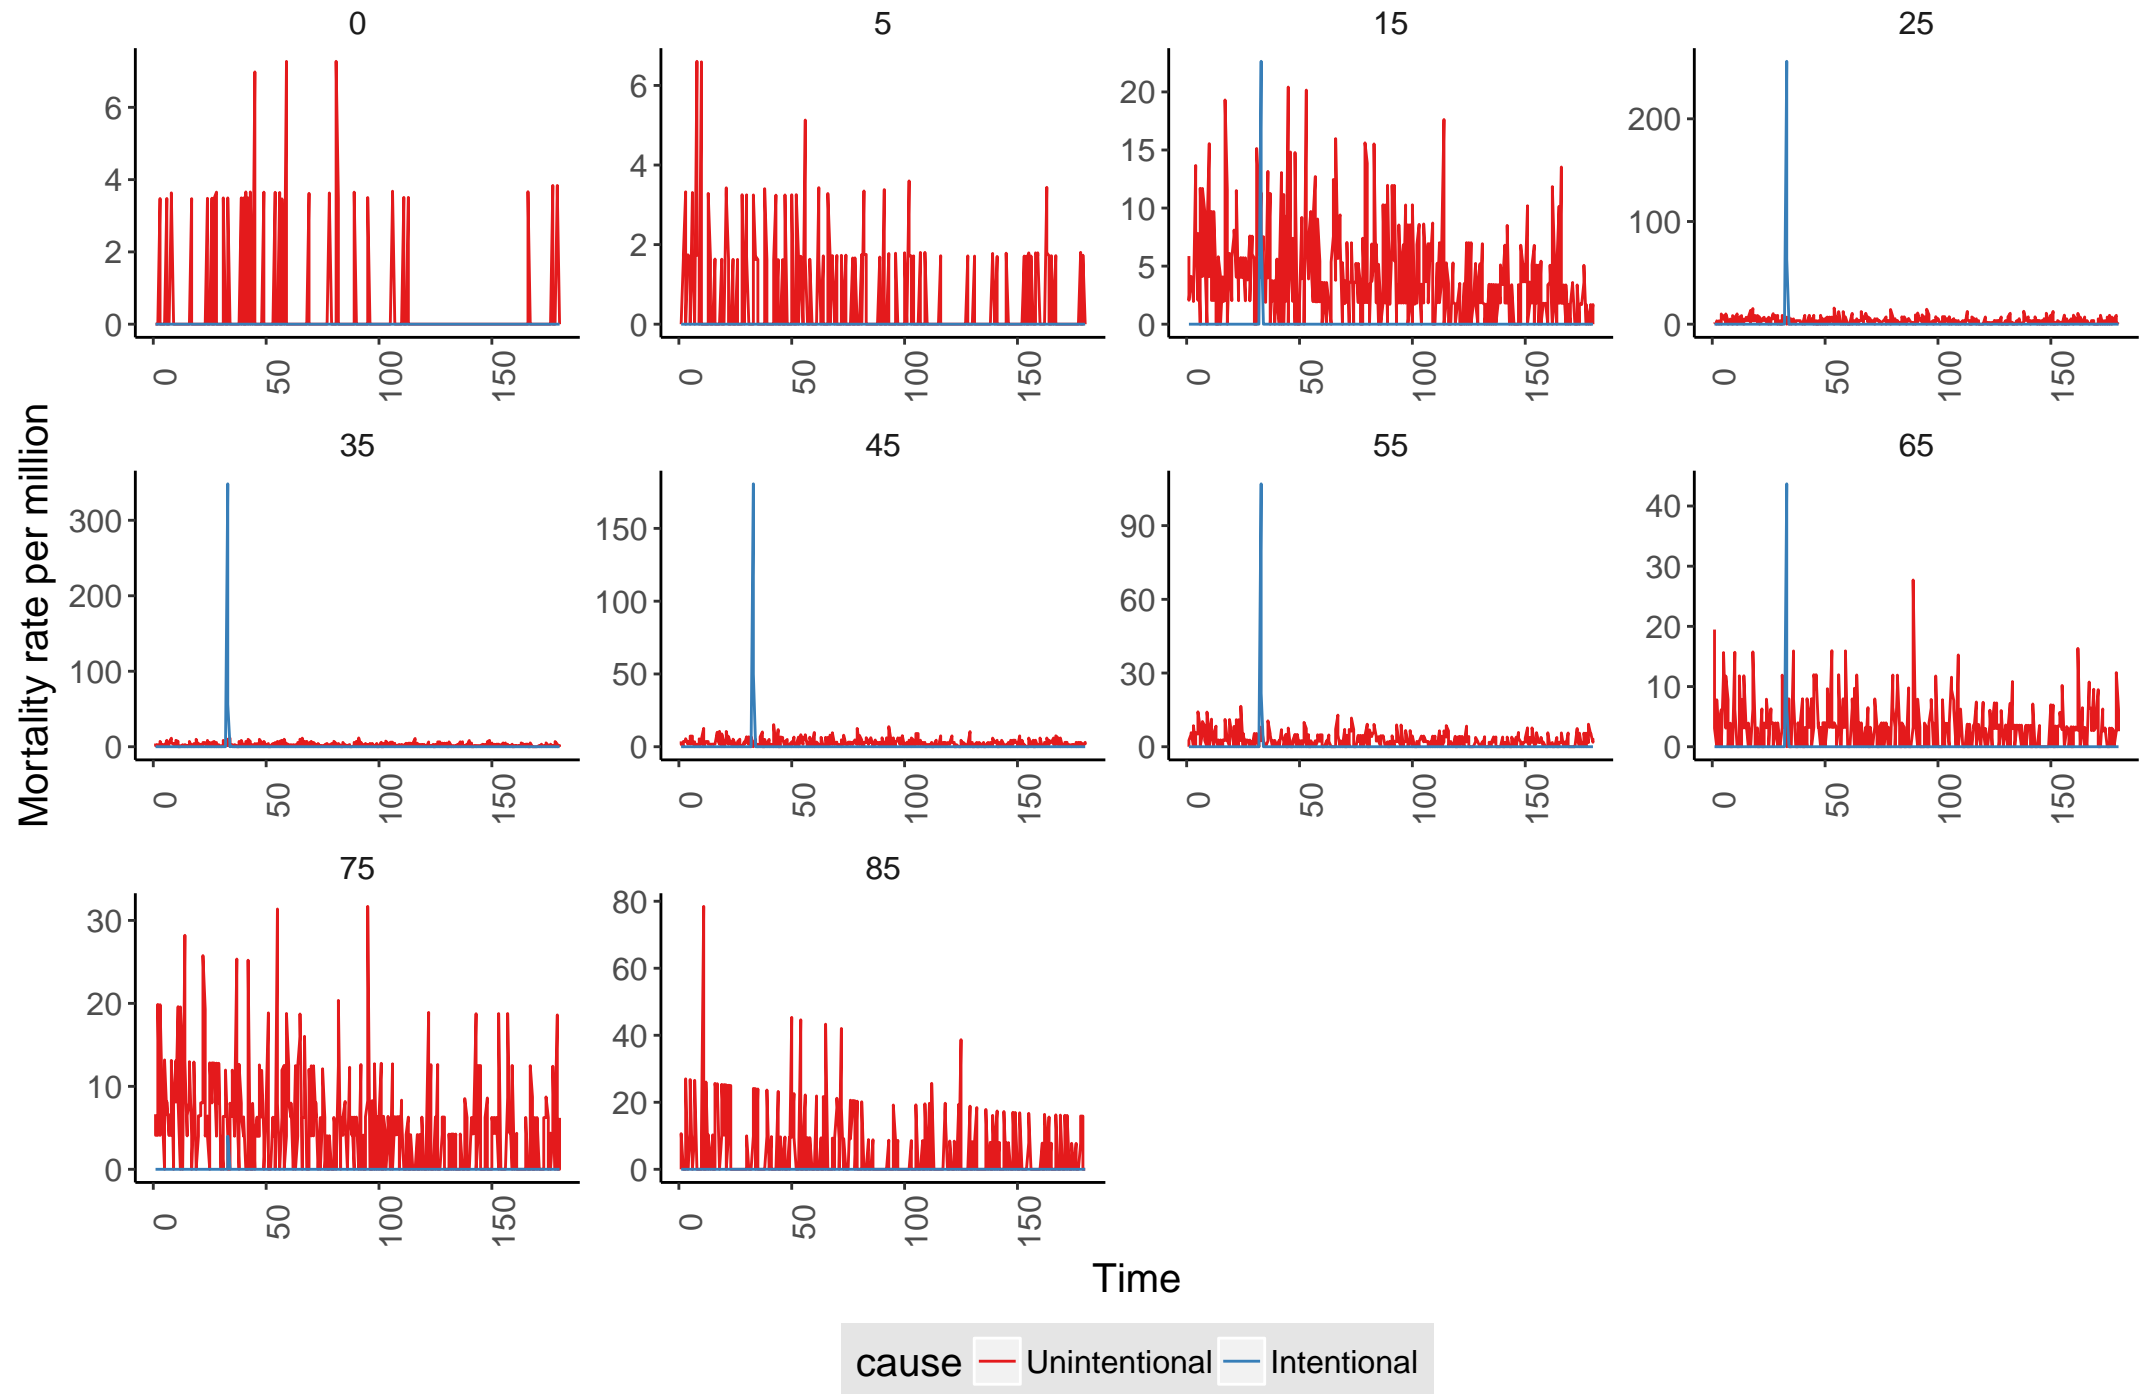 0 5 15 25
6 6 20 200
4 4 15 100
2 2 10 0
0 0 5
0
0 50 100 150 0 50 100 150 0 50 100 150 0 50 100 150
Mortality rate per million
35 45 55 65
300 150 90 40
200 100 60 30
100 50 30 20
0 0 0 10
0
0 50 100 150 0 50 100 150 0 50 100 150 0 50 100 150
75 85
30 80
20 60
10 40
0 20
0
0 50 100 150 0 50 100 150
Time
cause Unintentional Intentional